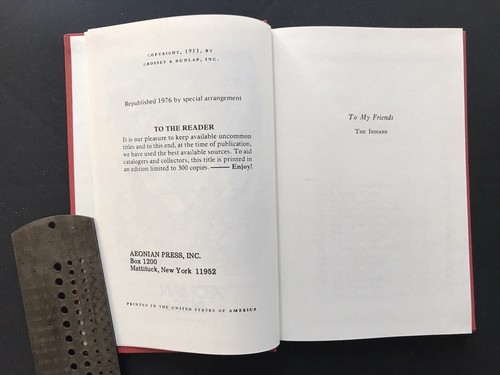 COPYRIGHT, 1931, BY
GROSSET & DUNLAP, INC.
Republished 1976 by special arrangement
TO THE READER
It is our pleasure to keep available uncommon
titles and to this end, at the time of publication,
we have used the best available sources. To aid
catalogers and collectors, this title is printed in
an edition limited to 300 copies. —— Enjoy!
AEONIAN PRESS, INC.
Box 1200
Mattituck, New York 11952
PRINTED IN THE UNITED STATES OF AMERICA
To My Friends
THE INDIANS